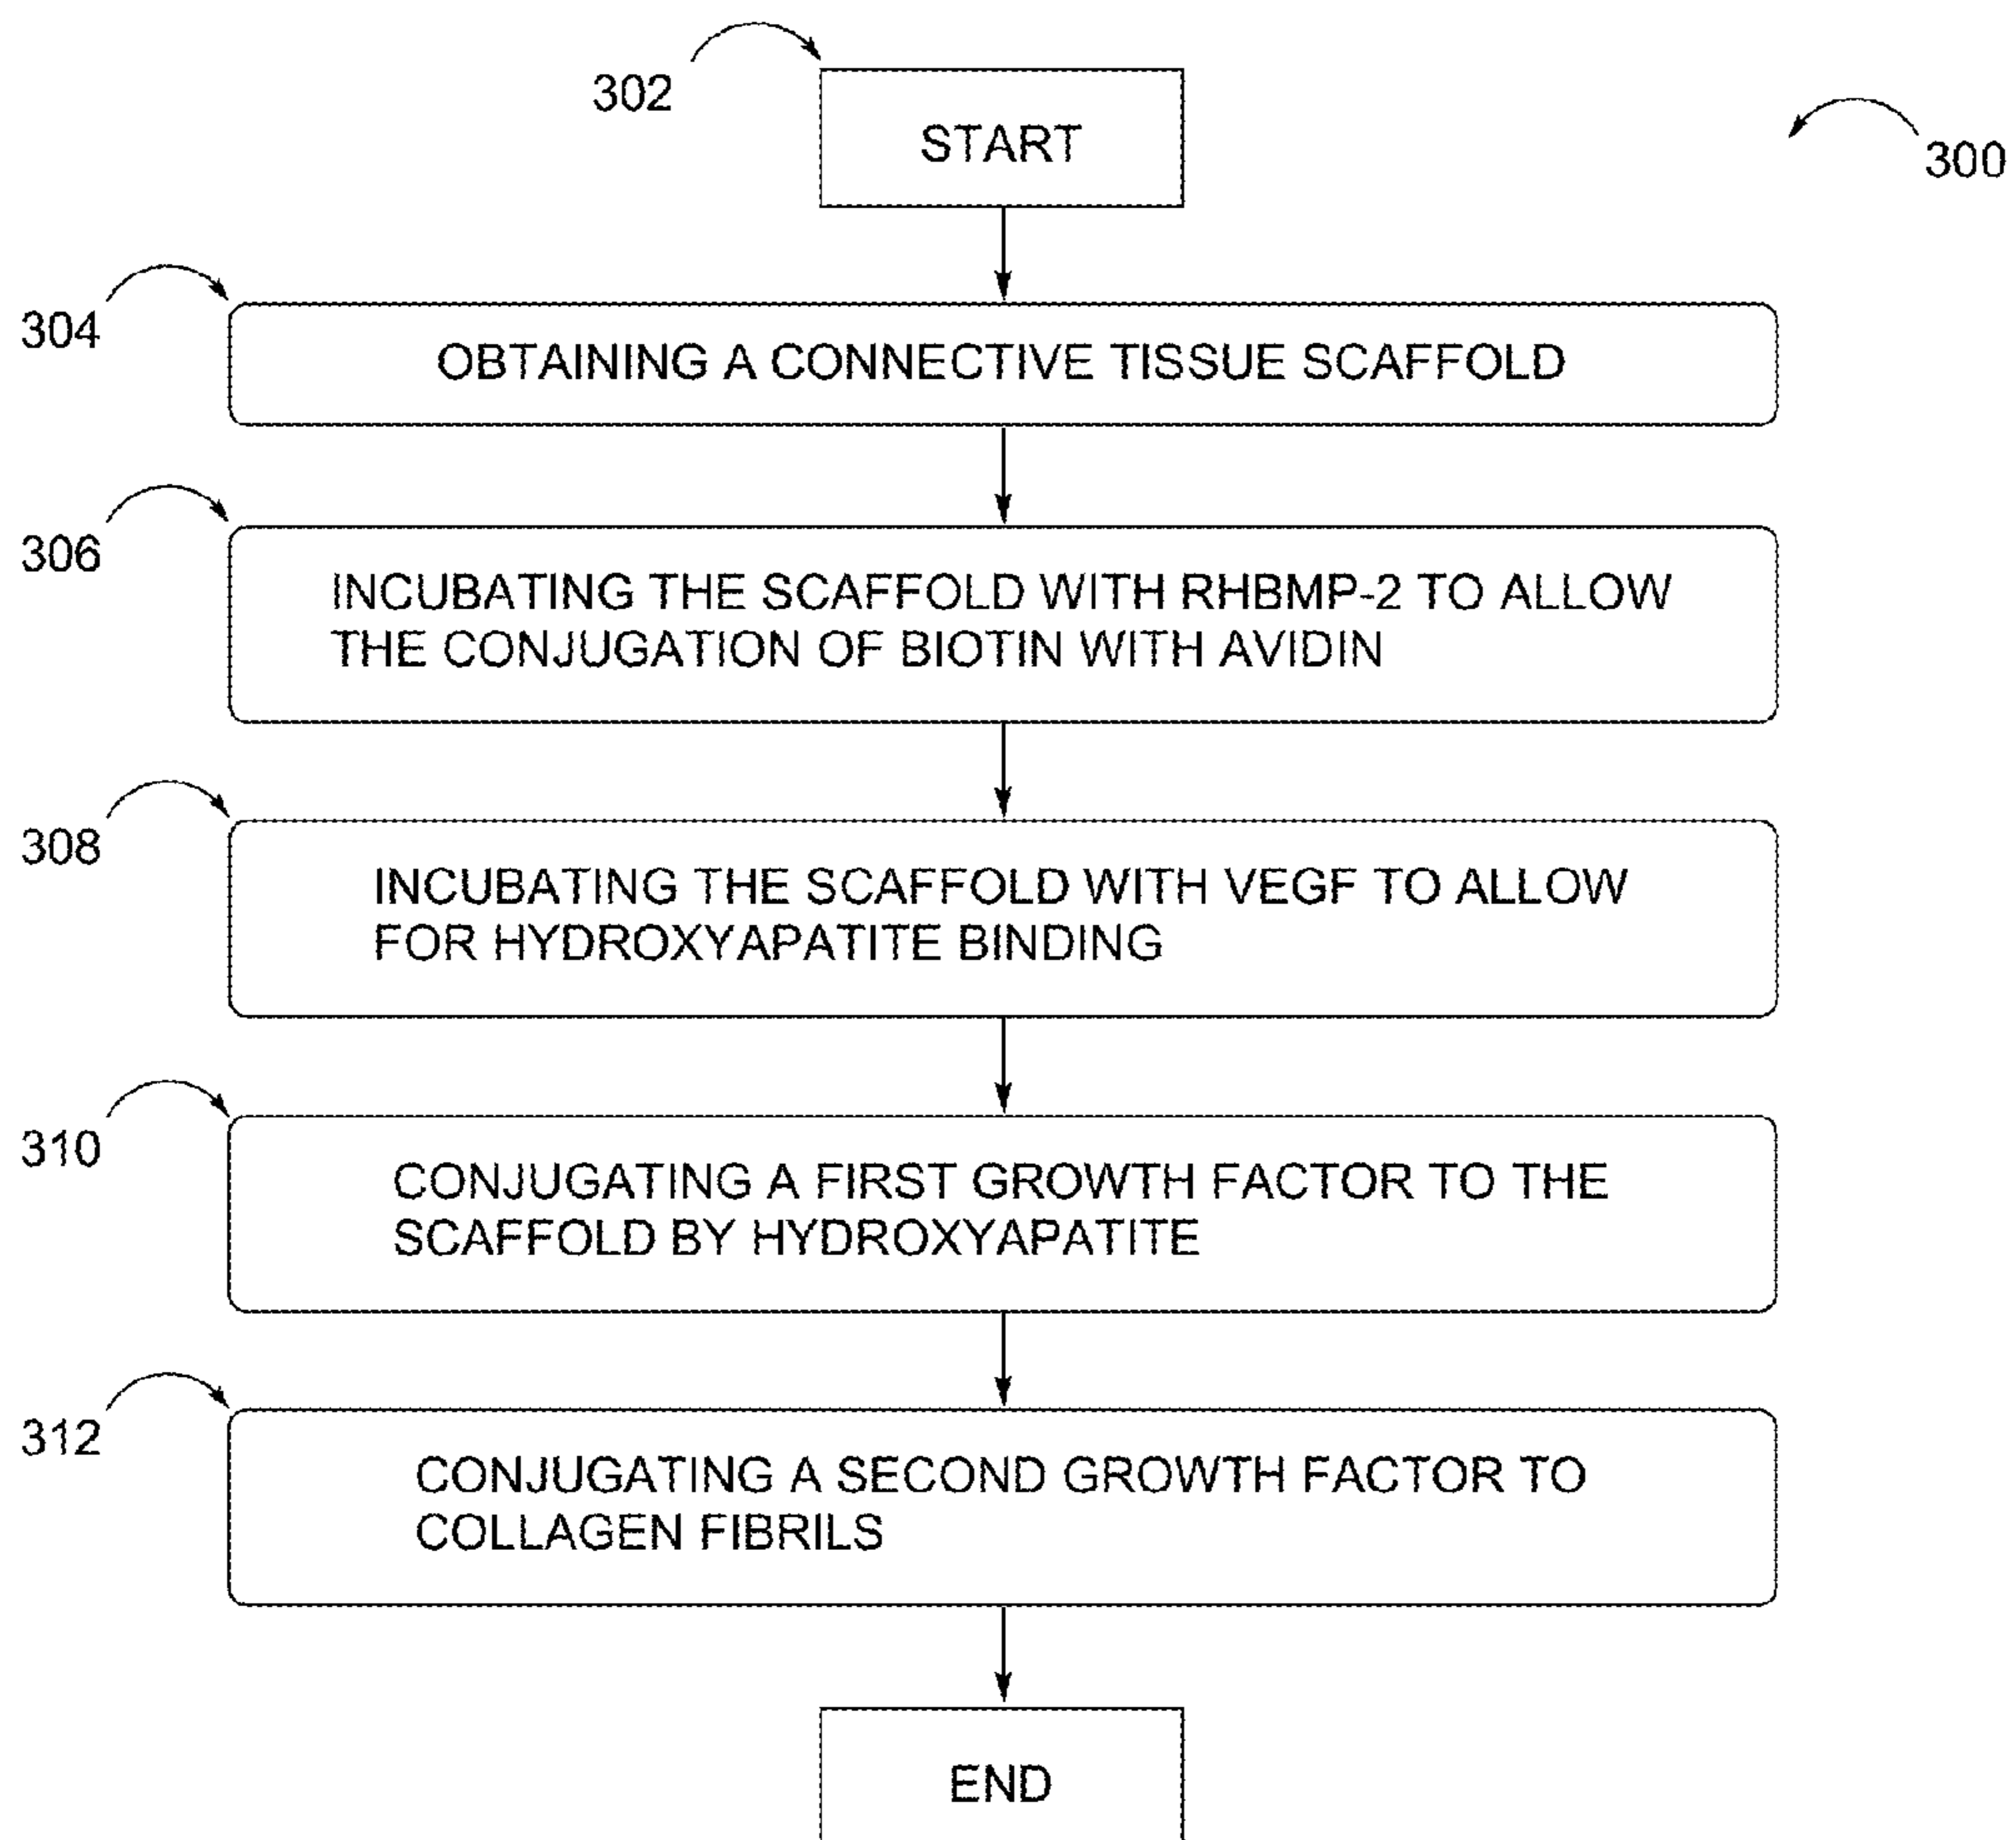 302
START
300
304
OBTAINING A CONNECTIVE TISSUE SCAFFOLD
306
INCUBATING THE SCAFFOLD WITH RHBMP-2 TO ALLOW
THE CONJUGATION OF BIOTIN WITH AVIDIN
308
INCUBATING THE SCAFFOLD WITH VEGF TO ALLOW
FOR HYDROXYAPATITE BINDING
310
CONJUGATING A FIRST GROWTH FACTOR TO THE
SCAFFOLD BY HYDROXYAPATITE
312
CONJUGATING A SECOND GROWTH FACTOR TO
COLLAGEN FIBRILS
END